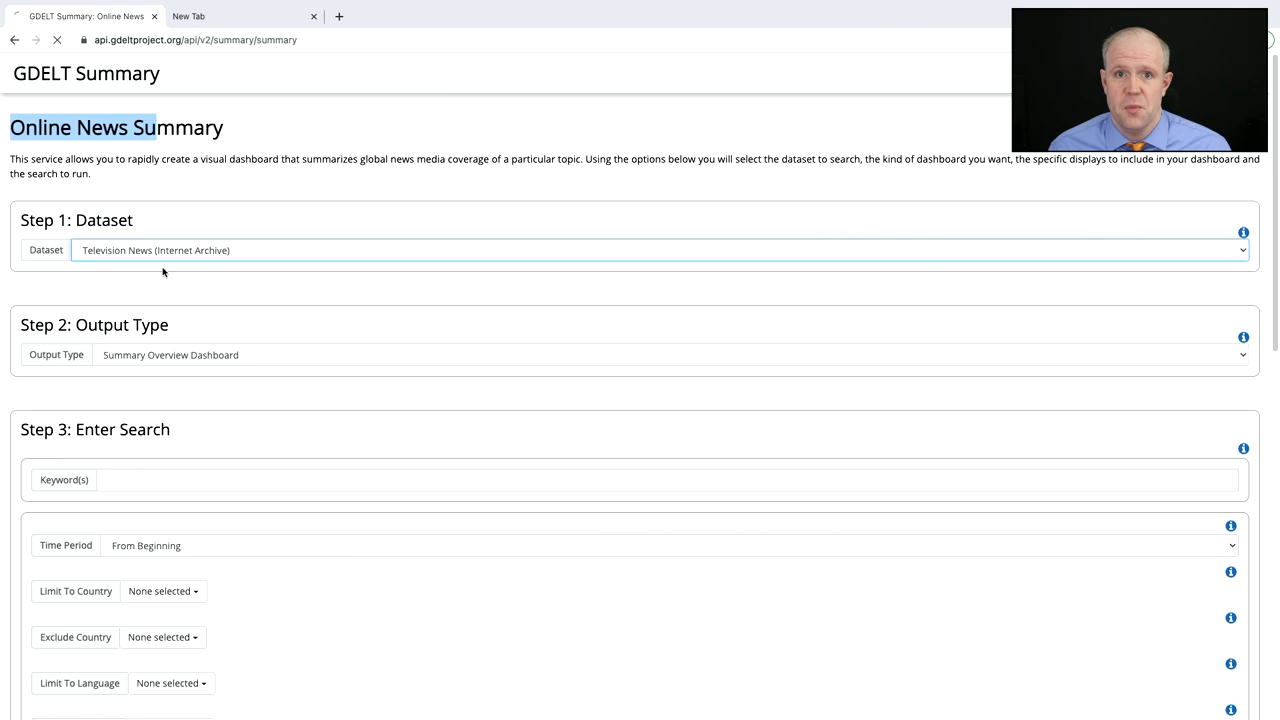 GDELT Summary: Online News
New Tab
api.gdeltproject.org/api/v2/summary/summary
GDELT Summary
Online News Summary
This service allows you to rapidly create a visual dashboard that summarizes global news media coverage of a particular topic. Using the options below you will select the dataset to search, the kind of dashboard you want, the specific displays to include in your dashboard and
the search to run.
Step 1: Dataset
Dataset
Television News (Internet Archive)
Step 2: Output Type
Output Type
Summary Overview Dashboard
Step 3: Enter Search
Keyword(s)
Time Period
From Beginning
Limit To Country
None selected
Exclude Country
None selected
Limit To Language
None selected